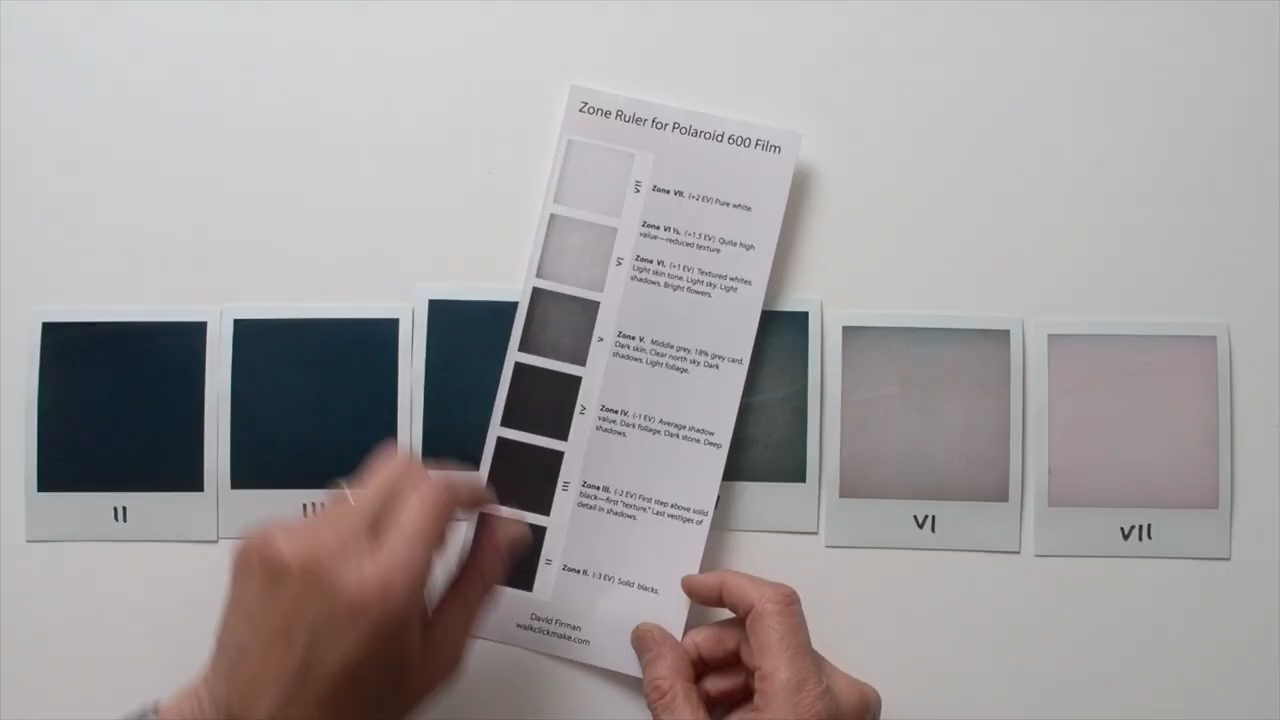 Zone Ruler for Polaroid 600 Film
VII
Zone VII. (+2 EV) Pure white.
Zone VI ½. (+1.5 EV) Quite high
value—reduced texture
VI
Zone VI. (+1 EV) Textured whites.
Light skin tone. Light sky. Light
shadows. Bright flowers.
V
Zone V. Middle grey, 18% grey card.
Dark skin. Clear north sky. Dark
shadows. Light foliage.
IV
Zone IV. (-1 EV) Average shadow
value. Dark foliage. Dark stone. Deep
shadows.
III
Zone III. (-2 EV) First step above solid
black—first "texture." Last vestiges of
detail in shadows.
II
Zone II. (-3 EV) Solid blacks.
David Firman
walkclickmake.com
II
III
VI
VII